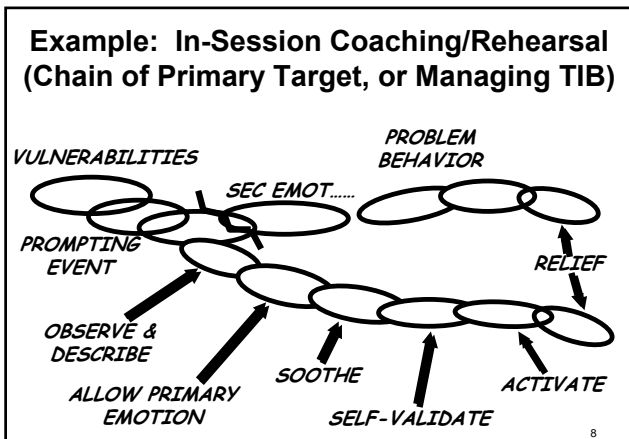 Example: In-Session Coaching/Rehearsal
(Chain of Primary Target, or Managing TIB)
PROBLEM
BEHAVIOR
VULNERABILITIES
SEC EMOT......
PROMPTING
EVENT
RELIEF
OBSERVE &
DESCRIBE
ALLOW PRIMARY
EMOTION
SOOTHE
SELF-VALIDATE
ACTIVATE
8